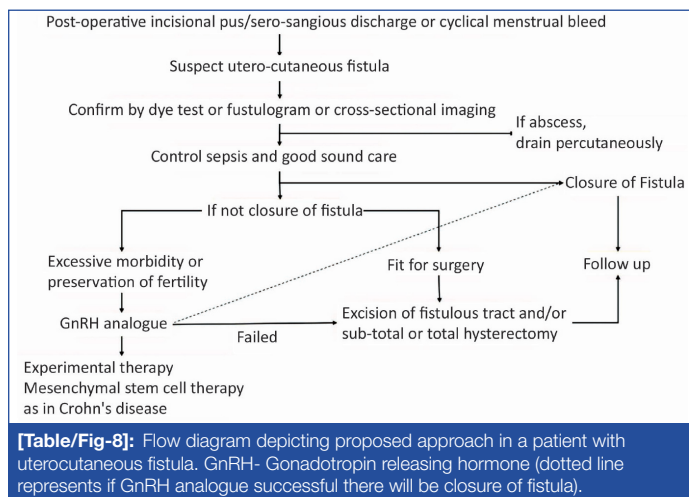 Post-operative incisional pus/sero-sangious discharge or cyclical menstrual bleed
Suspect utero-cutaneous fistula
Confirm by dye test or fustulogram or cross-sectional imaging
If abscess,
drain percutaneously
Control sepsis and good sound care
Closure of Fistula
If not closure of fistula
Excessive morbidity or
preservation of fertility
Fit for surgery
Follow up
GnRH analogue
Failed
Excision of fistulous tract and/or
sub-total or total hysterectomy
Experimental therapy
Mesenchymal stem cell therapy
as in Crohn's disease
[Table/Fig-8]: Flow diagram depicting proposed approach in a patient with
uterocutaneous fistula. GnRH- Gonadotropin releasing hormone (dotted line
represents if GnRH analogue successful there will be closure of fistula).